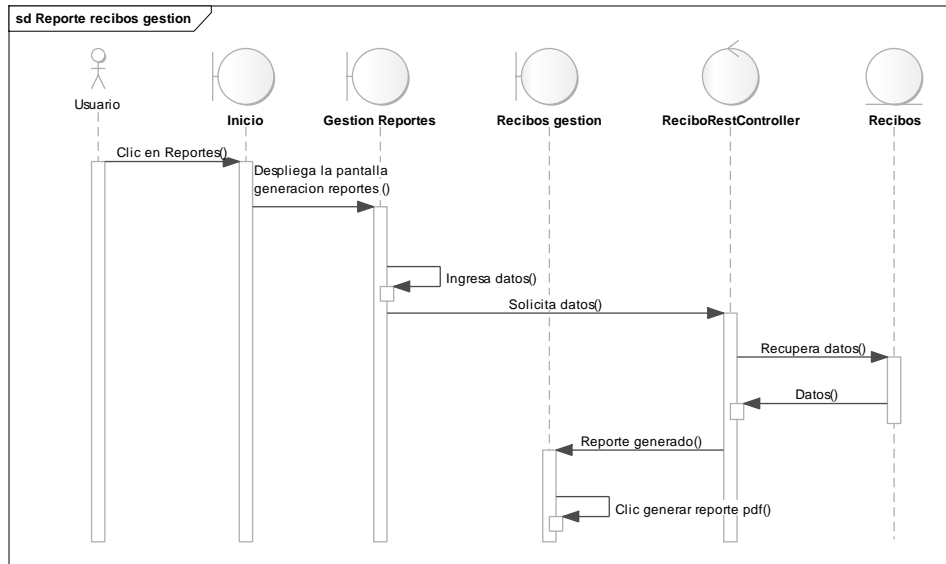 sd Reporte recibos gestion
Usuario
Inicio
Gestion Reportes
Recibos gestion
ReciboRestController
Recibos
Clic en Reportes()
Despliega la pantalla
generacion reportes ()
Ingresa datos()
Solicita datos()
Recupera datos()
Datos()
Reporte generado()
Clic generar reporte pdf()